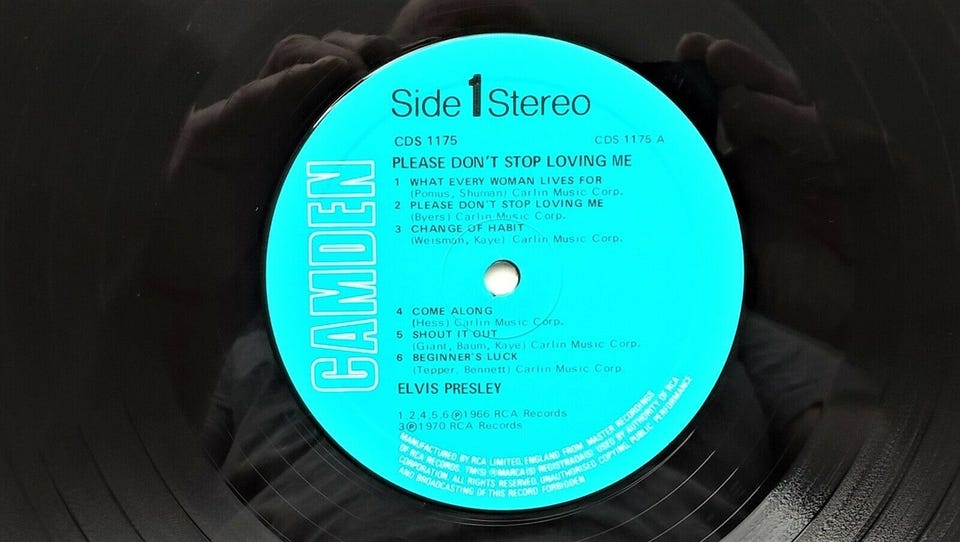 Side 1 Stereo
CDS 1175
CDS 1175 A
CAMDEN
PLEASE DON'T STOP LOVING ME
1 WHAT EVERY WOMAN LIVES FOR
(Pomus, Shuman) Carlin Music Corp.
2 PLEASE DON'T STOP LOVING ME
(Byers) Carlin Music Corp.
3 CHANGE OF HABIT
(Weisman, Kaye) Carlin Music Corp.
4 COME ALONG
(Hess) Carlin Music Corp.
5 SHOUT IT OUT
(Giant, Baum, Kaye) Carlin Music Corp.
6 BEGINNER'S LUCK
(Tepper, Bennett) Carlin Music Corp.
ELVIS PRESLEY
1,2,4,5,6 ℗1966 RCA Records
3℗1970 RCA Records
MANUFACTURED BY RCA LIMITED, ENGLAND FROM MASTER RECORDINGS
OF RCA RECORDS. TM(S) ®MARCA(S) REGISTRADA(S) USED BY AUTHORITY OF RCA
CORPORATION. ALL RIGHTS RESERVED. UNAUTHORISED COPYING, PUBLIC PERFORMANCE
AND BROADCASTING OF THIS RECORD FORBIDDEN